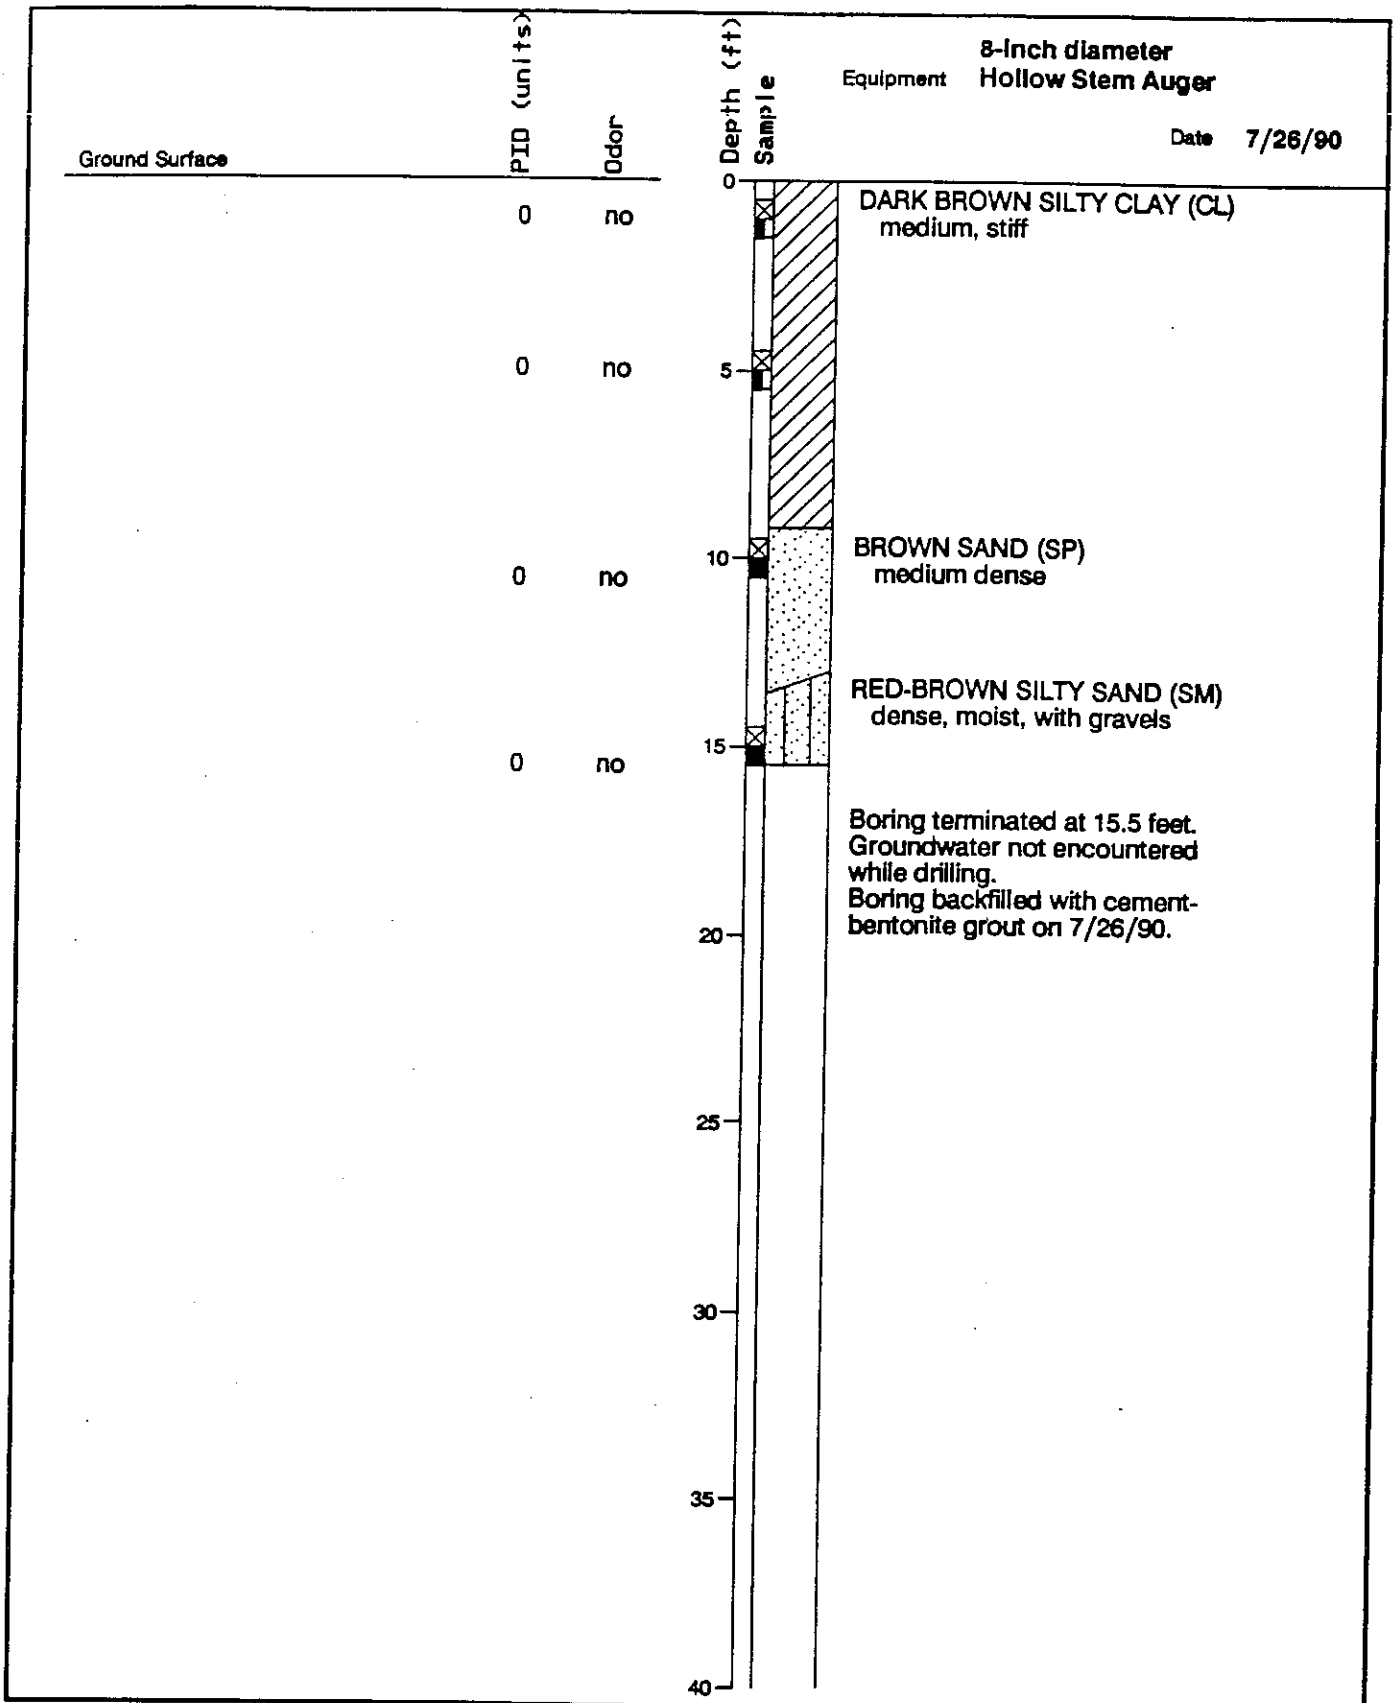 PID (units)
Odor
Depth (ft)
Sample
8-inch diameter
Equipment Hollow Stem Auger
Date 7/26/90
Ground Surface
0
0 no
DARK BROWN SILTY CLAY (CL)
medium, stiff
0 no
5
BROWN SAND (SP)
10
0 no
medium dense
RED-BROWN SILTY SAND (SM)
dense, moist, with gravels
15
0 no
Boring terminated at 15.5 feet.
Groundwater not encountered
while drilling.
Boring backfilled with cement-
bentonite grout on 7/26/90.
20
25
30
35
40